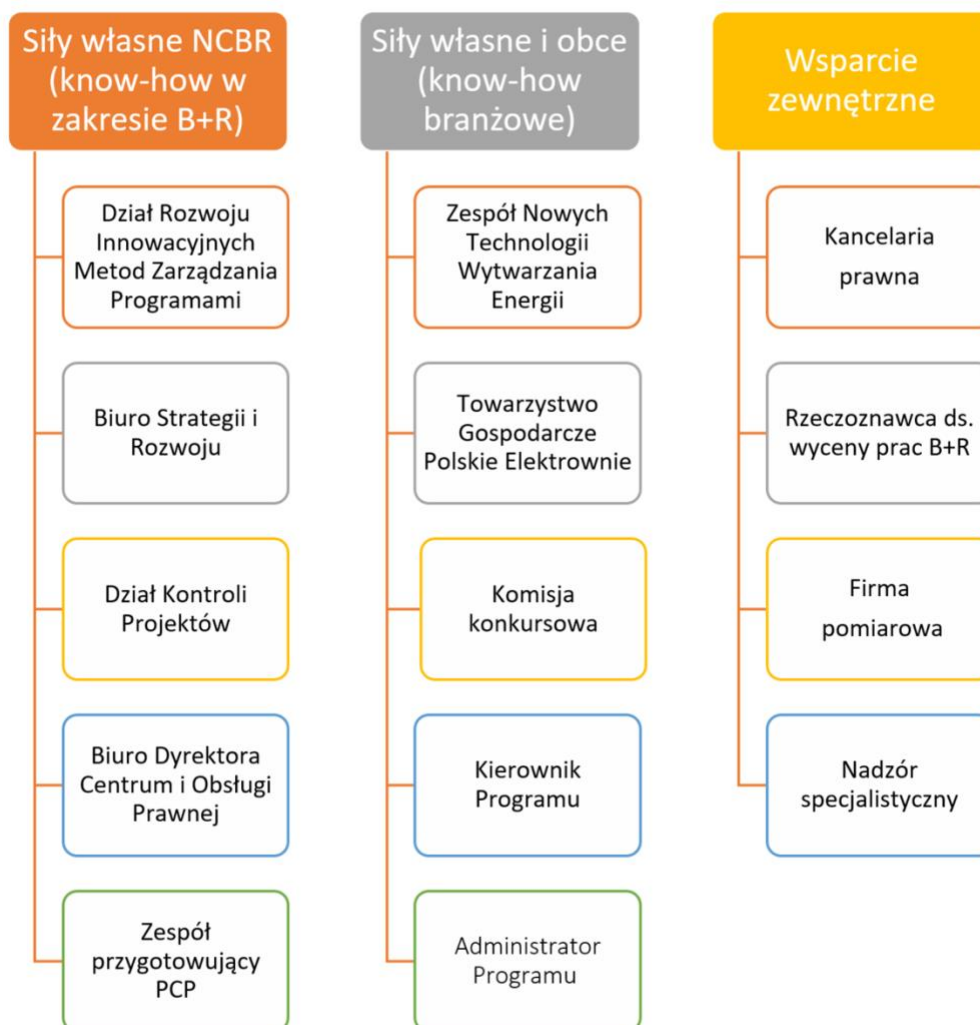 Siły własne NCBR
(know-how w
zakresie B+R)
Dział Rozwoju
Innowacyjnych
Metod Zarządzania
Programami
Biuro Strategii i
Rozwoju
Dział Kontroli
Projektów
Biuro Dyrektora
Centrum i Obsługi
Prawnej
Zespół
przygotowujący
PCP
Siły własne i obce
(know-how
branżowe)
Zespół Nowych
Technologii
Wytwarzania
Energii
Towarzystwo
Gospodarcze
Polskie Elektrownie
Komisja
konkursowa
Kierownik
Programu
Administrator
Programu
Wsparcie
zewnętrzne
Kancelaria
prawna
Rzeczoznawca ds.
wyceny prac B+R
Firma
pomiarowa
Nadzór
specjalistyczny